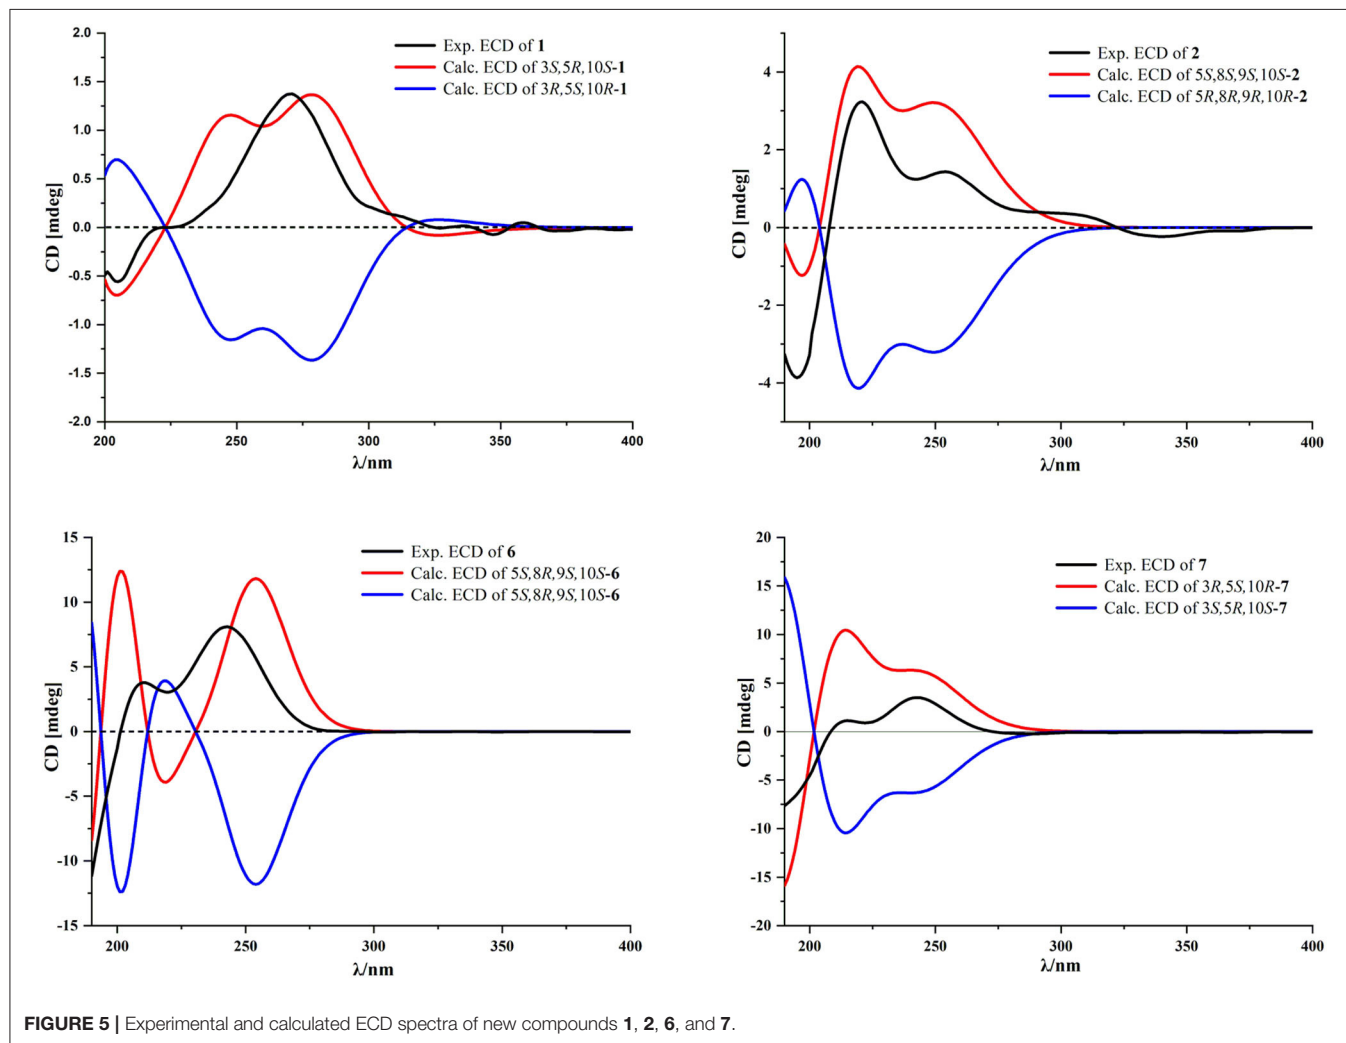 2.0
1.5
1.0
0.5
0.0
-0.5
-1.0
-1.5
-2.0
CD [mdeg]
200 250 300 350 400
λ/nm
Exp. ECD of 1
Calc. ECD of 3S,5R,10S-1
Calc. ECD of 3R,5S,10R-1
4
2
0
-2
-4
CD [mdeg]
200 250 300 350 400
λ/nm
Exp. ECD of 2
Calc. ECD of 5S,8S,9S,10S-2
Calc. ECD of 5R,8R,9R,10R-2
15
10
5
0
-5
-10
-15
CD [mdeg]
200 250 300 350 400
λ/nm
Exp. ECD of 6
Calc. ECD of 5S,8R,9S,10S-6
Calc. ECD of 5S,8R,9S,10S-6
20
15
10
5
0
-5
-10
-15
-20
CD [mdeg]
200 250 300 350 400
λ/nm
Exp. ECD of 7
Calc. ECD of 3R,5S,10R-7
Calc. ECD of 3S,5R,10S-7
FIGURE 5 | Experimental and calculated ECD spectra of new compounds 1, 2, 6, and 7.